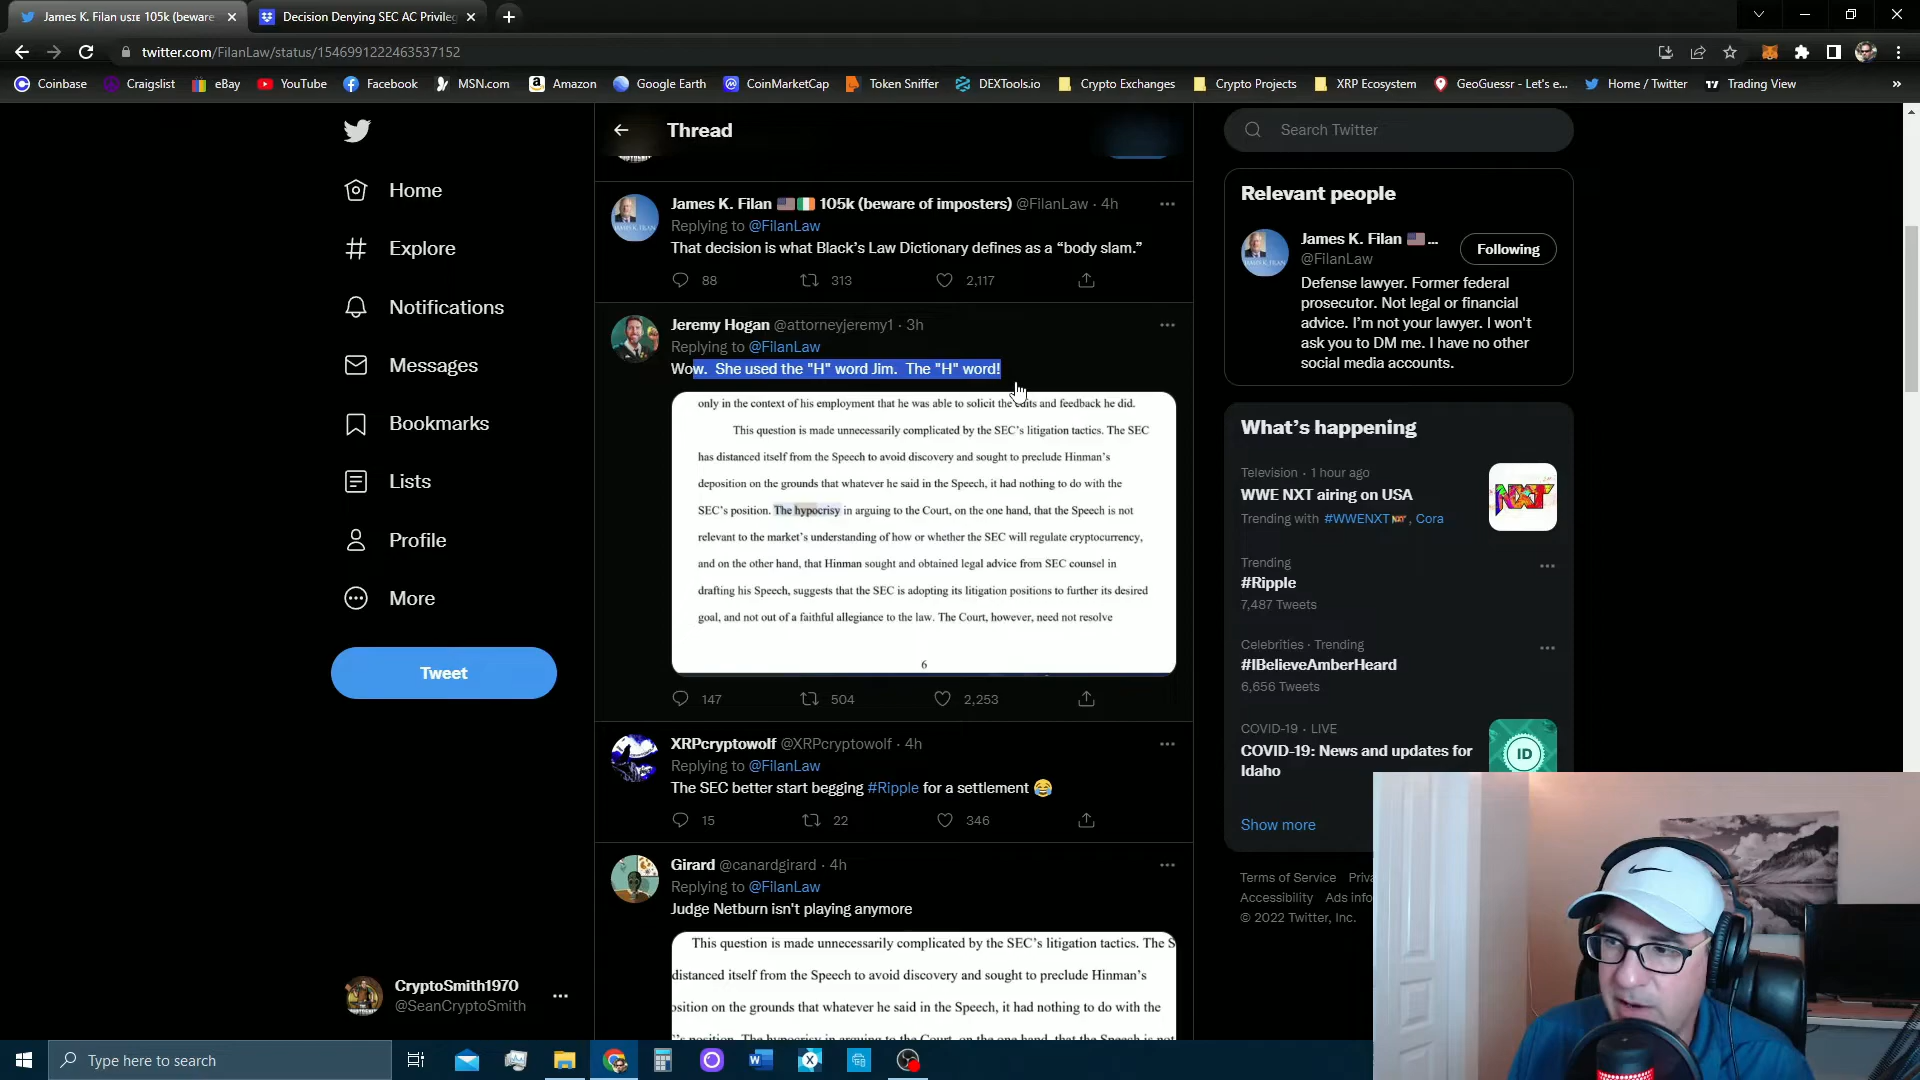 James K. Filan 🇺🇸🇮🇪 105k (beware
Decision Denying SEC AC Privileg
twitter.com/FilanLaw/status/1546991222463537152
Coinbase
Craigslist
eBay
YouTube
Facebook
MSN.com
Amazon
Google Earth
CoinMarketCap
Token Sniffer
DEXTools.io
Crypto Exchanges
Crypto Projects
XRP Ecosystem
GeoGuessr - Let's e...
Home / Twitter
Trading View
»
Home
Explore
Notifications
Messages
Bookmarks
Lists
Profile
More
Tweet
CryptoSmith1970
@SeanCryptoSmith
Thread
James K. Filan 🇺🇸🇮🇪 105k (beware of imposters) @FilanLaw · 4h
Replying to @FilanLaw
That decision is what Black's Law Dictionary defines as a “body slam.”
88 313 2,117
Jeremy Hogan @attorneyjeremy1 · 3h
Replying to @FilanLaw
Wow. She used the "H" word Jim. The "H" word!
only in the context of his employment that he was able to solicit the edits and feedback he did.
This question is made unnecessarily complicated by the SEC's litigation tactics. The SEC
has distanced itself from the Speech to avoid discovery and sought to preclude Hinman's
deposition on the grounds that whatever he said in the Speech, it had nothing to do with the
SEC's position. The hypocrisy in arguing to the Court, on the one hand, that the Speech is not
relevant to the market's understanding of how or whether the SEC will regulate cryptocurrency,
and on the other hand, that Hinman sought and obtained legal advice from SEC counsel in
drafting his Speech, suggests that the SEC is adopting its litigation positions to further its desired
goal, and not out of a faithful allegiance to the law. The Court, however, need not resolve
6
147 504 2,253
XRPcryptowolf @XRPcryptowolf · 4h
Replying to @FilanLaw
The SEC better start begging #Ripple for a settlement 😂
15 22 346
Girard @canardgirard · 4h
Replying to @FilanLaw
Judge Netburn isn't playing anymore
This question is made unnecessarily complicated by the SEC's litigation tactics. The S
distanced itself from the Speech to avoid discovery and sought to preclude Hinman's
osition on the grounds that whatever he said in the Speech, it had nothing to do with the
position. The hypocrisy in arguing to the Court, on the one hand, that the Speech is not
Search Twitter
Relevant people
James K. Filan 🇺🇸 ...
@FilanLaw
Following
Defense lawyer. Former federal
prosecutor. Not legal or financial
advice. I'm not your lawyer. I won't
ask you to DM me. I have no other
social media accounts.
What's happening
Television · 1 hour ago
WWE NXT airing on USA
Trending with #WWENXT, Cora
NXT
Trending
#Ripple
7,487 Tweets
Celebrities · Trending
#IBelieveAmberHeard
6,656 Tweets
COVID-19 · LIVE
COVID-19: News and updates for
Idaho
ID
Show more
Terms of Service Priva
Accessibility Ads info
© 2022 Twitter, Inc.
Type here to search